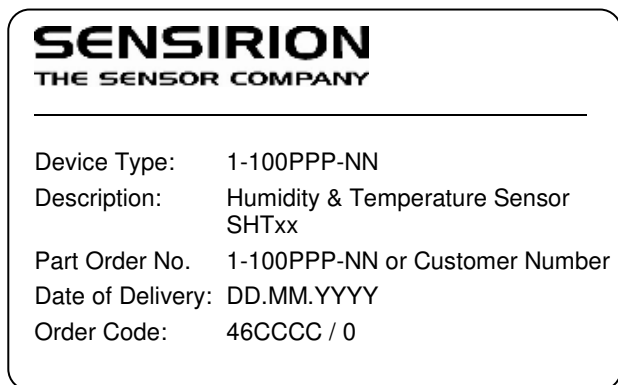 SENSIRION
THE SENSOR COMPANY
Device Type: 1-100PPP-NN
Description: Humidity & Temperature Sensor
SHTxx
Part Order No. 1-100PPP-NN or Customer Number
Date of Delivery: DD.MM.YYYY
Order Code: 46CCCC / 0